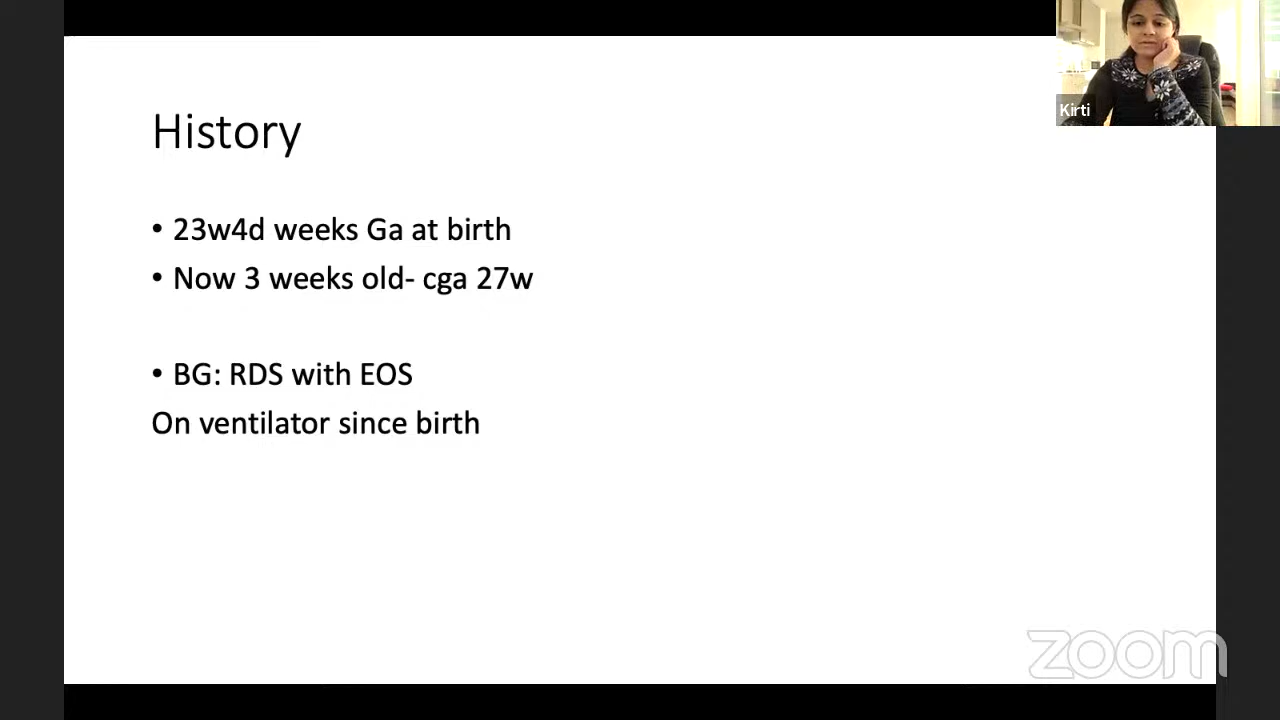 Kirti
History
• 23w4d weeks Ga at birth
• Now 3 weeks old- cga 27w
• BG: RDS with EOS
On ventilator since birth
zoom